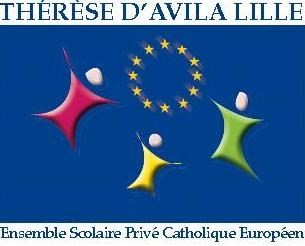 THÉRÈSE D'AVILA LILLE
Ensemble Scolaire Privé Catholique Européen